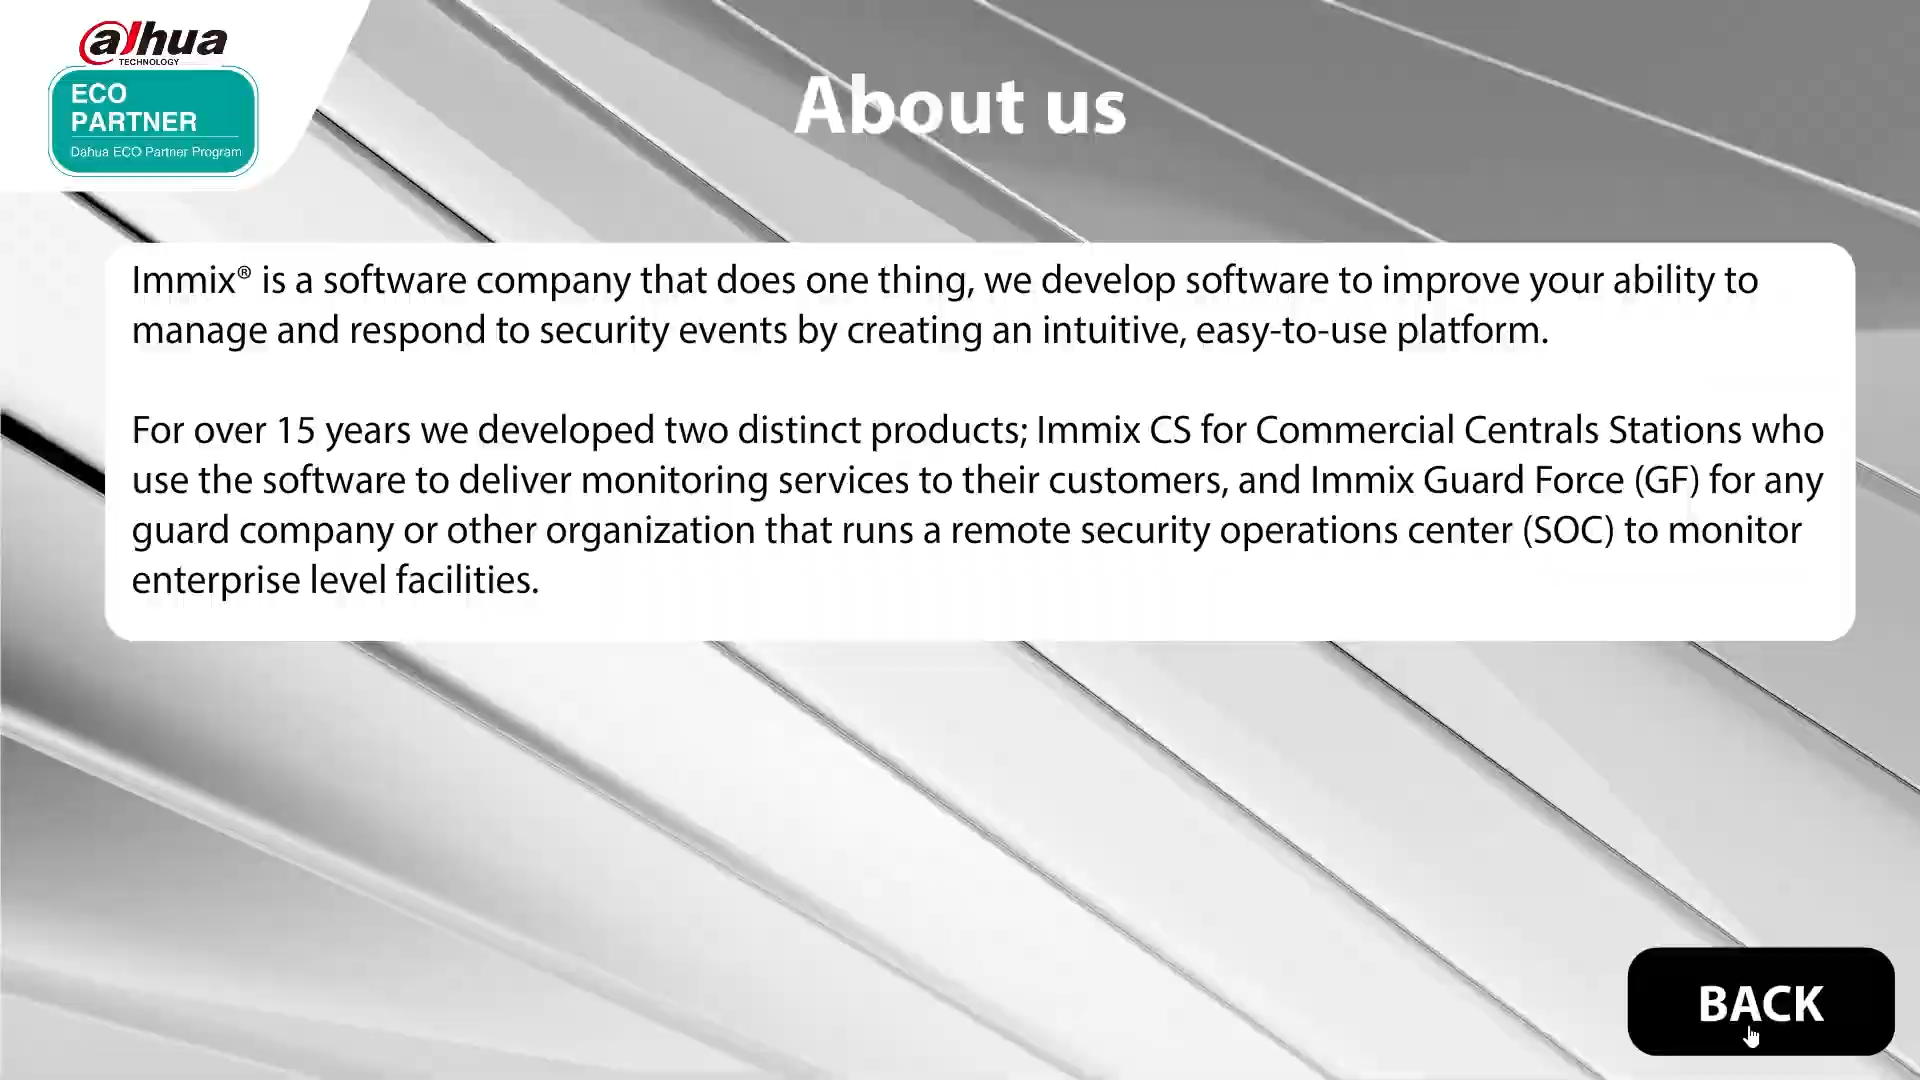 alhua
TECHNOLOGY
ECO
PARTNER
Dahua ECO Partner Program
About us
Immix® is a software company that does one thing, we develop software to improve your ability to
manage and respond to security events by creating an intuitive, easy-to-use platform.
For over 15 years we developed two distinct products; Immix CS for Commercial Centrals Stations who
use the software to deliver monitoring services to their customers, and Immix Guard Force (GF) for any
guard company or other organization that runs a remote security operations center (SOC) to monitor
enterprise level facilities.
BACK